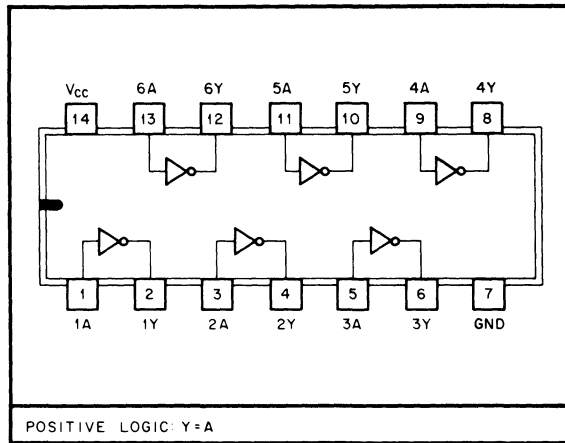 VCC 6A 6Y 5A 5Y 4A 4Y
14 13 12 11 10 9 8
1 2 3 4 5 6 7
1A 1Y 2A 2Y 3A 3Y GND
POSITIVE LOGIC: Y=A